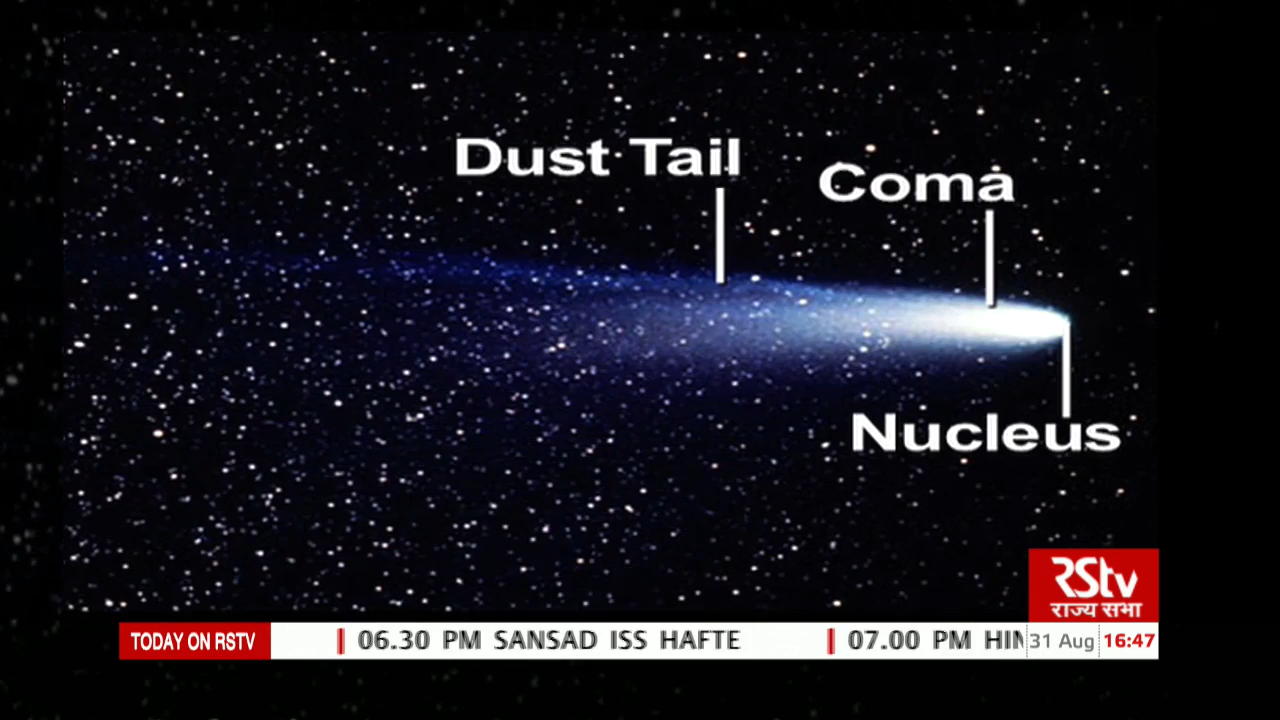 Dust Tail
Coma
Nucleus
RStv
राज्य सभा
TODAY ON RSTV
06.30 PM SANSAD ISS HAFTE
07.00 PM HIN
31 Aug
16:47